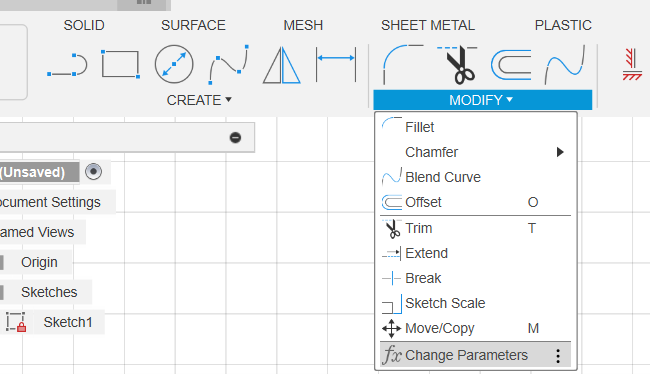 SOLID SURFACE MESH SHEET METAL PLASTIC
CREATE MODIFY
(Unsaved)
ocument Settings
amed Views
Origin
Sketches
Sketch1
Fillet
Chamfer
Blend Curve
Offset O
Trim T
Extend
Break
Sketch Scale
Move/Copy M
fx Change Parameters